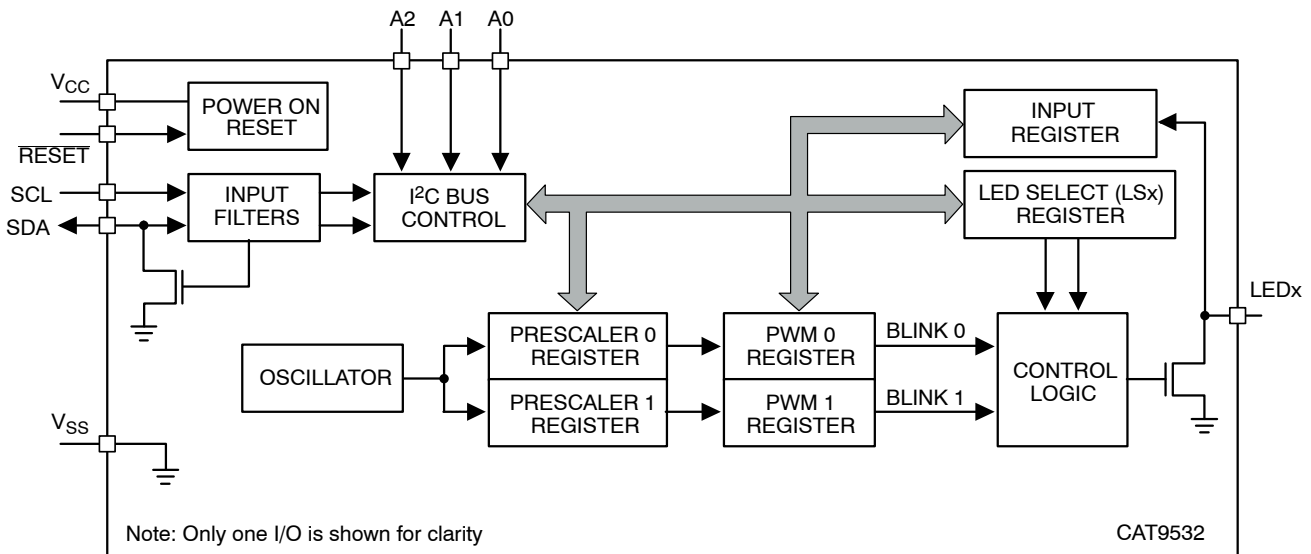 A2 A1 A0
VCC
POWER ON
RESET
RESET
SCL
SDA
INPUT
FILTERS
I²C BUS
CONTROL
INPUT
REGISTER
LED SELECT (LSx)
REGISTER
LEDx
OSCILLATOR
PRESCALER 0
REGISTER
PRESCALER 1
REGISTER
PWM 0
REGISTER
PWM 1
REGISTER
BLINK 0
BLINK 1
CONTROL
LOGIC
VSS
Note: Only one I/O is shown for clarity
CAT9532